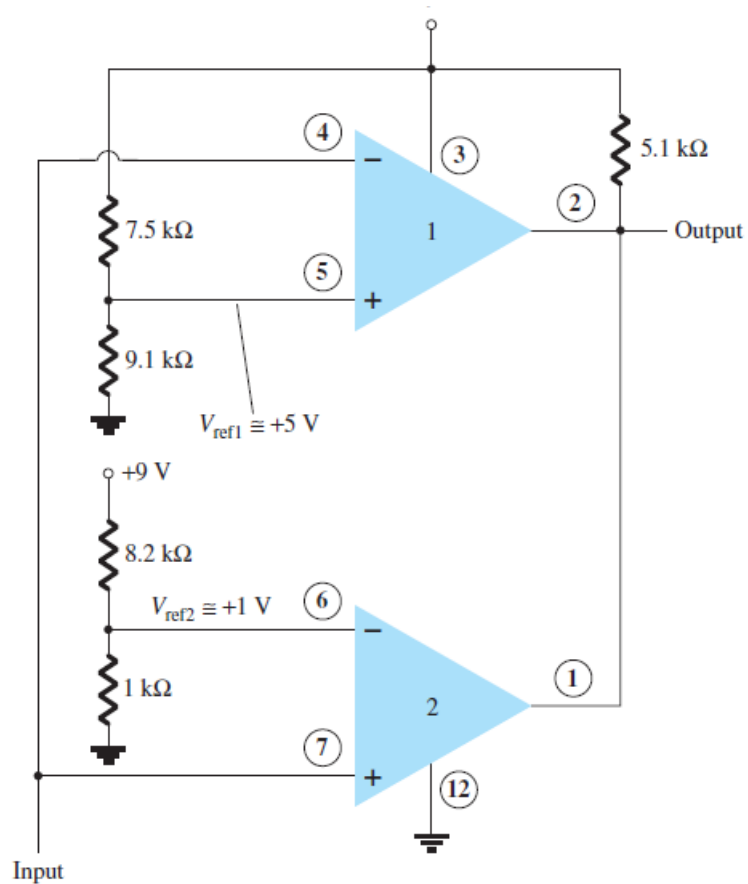 4
−
3
5.1 kΩ
2
7.5 kΩ
1
Output
5
+
9.1 kΩ
Vref1 ≅ +5 V
+9 V
8.2 kΩ
Vref2 ≅ +1 V
6
−
1 kΩ
1
2
7
+
12
Input